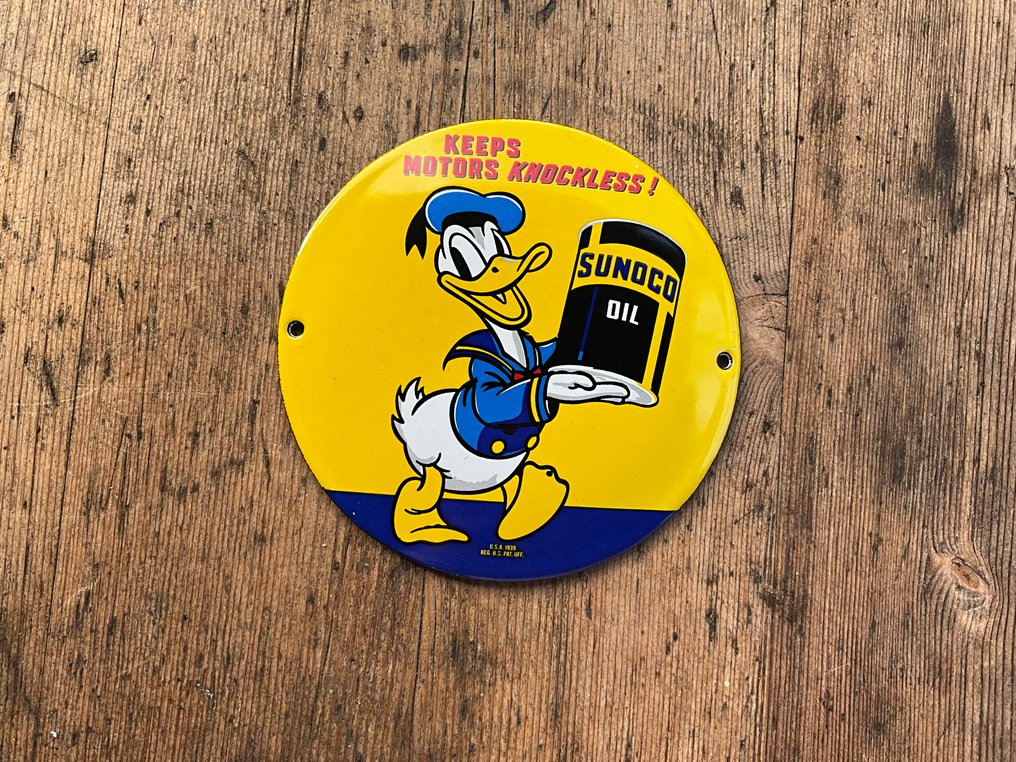 KEEPS
MOTORS KNOCKLESS!
SUNOCO
OIL
U.S.A. 1939
REG. U.S. PAT. OFF.